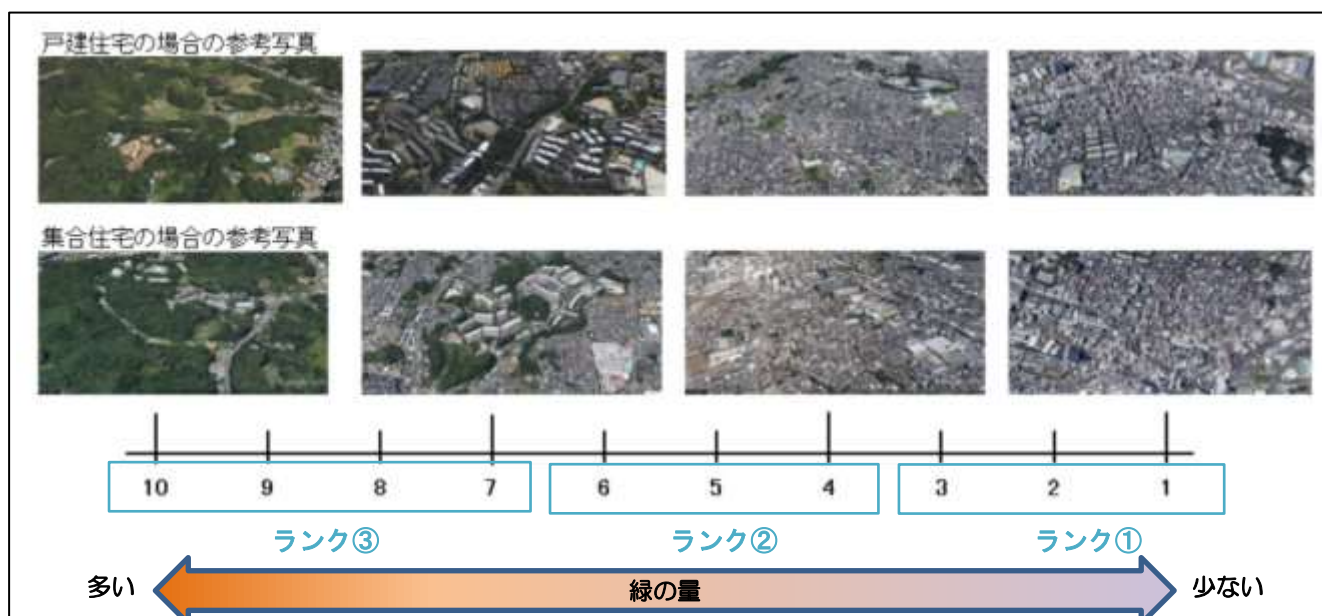 戸建住宅の場合の参考写真
集合住宅の場合の参考写真
10 9 8 7 6 5 4 3 2 1
ランク③ ランク② ランク①
多い 緑の量 少ない